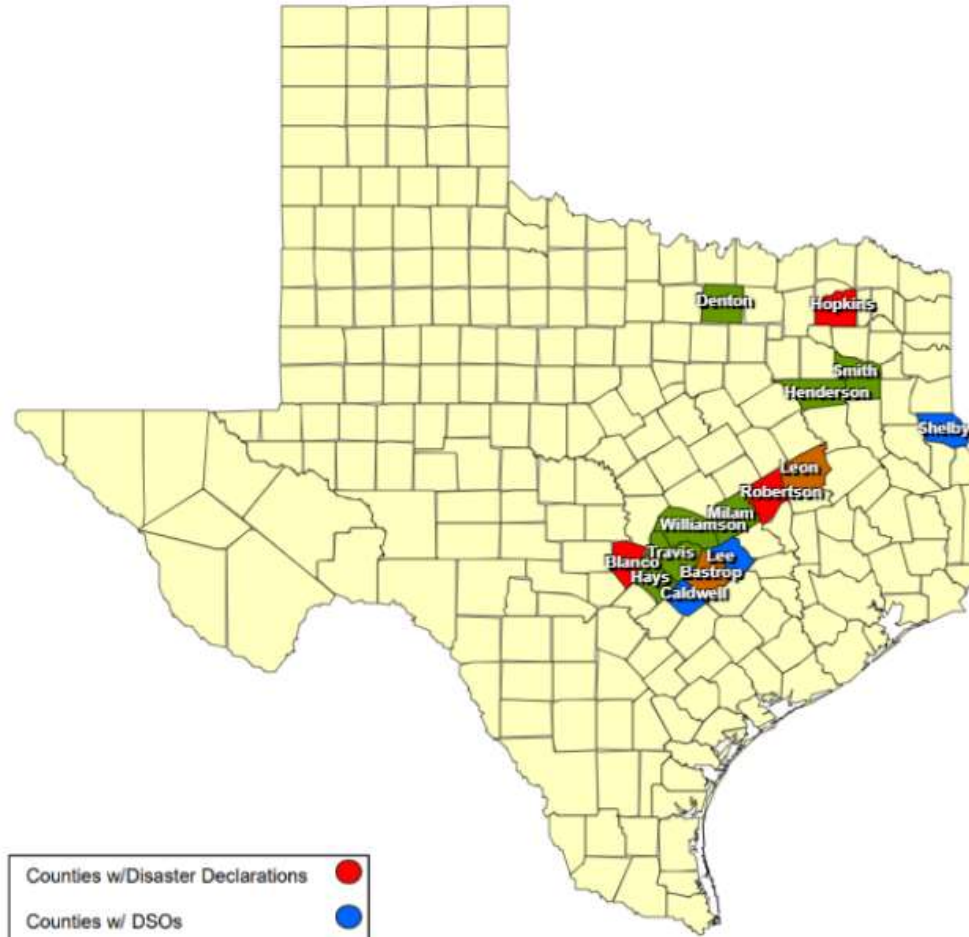 Denton
Hopkins
Smith
Henderson
Shelby
Leon
Robertson
Milam
Williamson
Travis
Lee
Blanco
Bastrop
Hays
Caldwell
Counties w/Disaster Declarations
Counties w/ DSOs